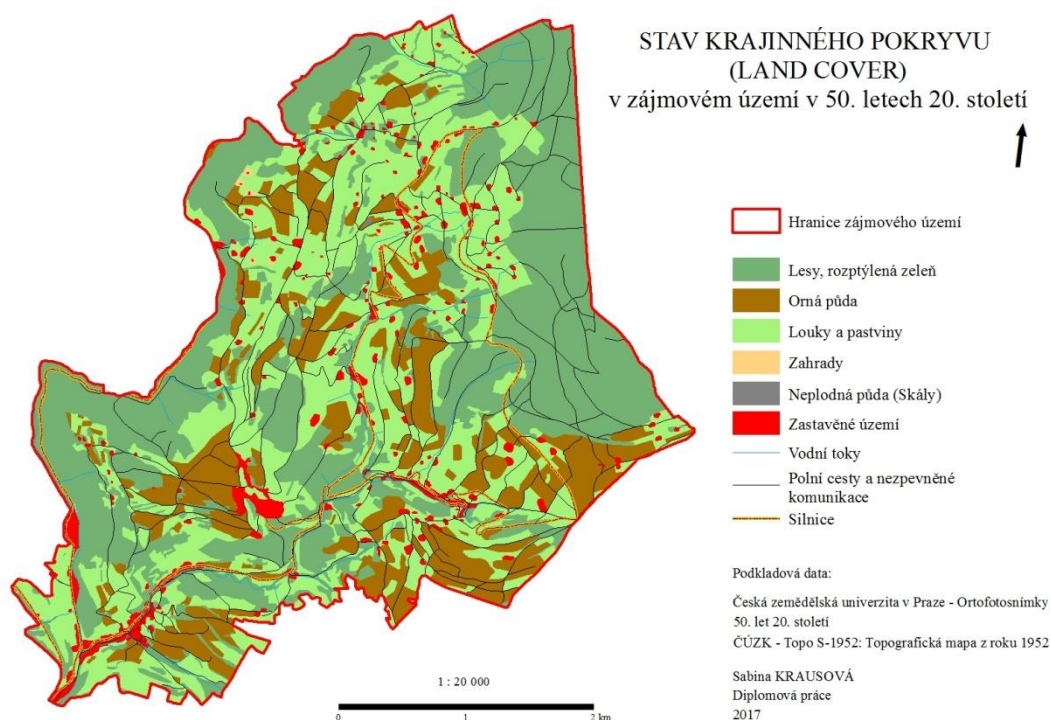 STAV KRAJINNÉHO POKRYVU
(LAND COVER)
v zájmovém území v 50. letech 20. století
Hranice zájmového území
Lesy, rozptýlená zeleň
Orná půda
Louky a pastviny
Zahrady
Neplodná půda (Skály)
Zastavěné území
Vodní toky
Polní cesty a nezpevněné
komunikace
Silnice
Podkladová data:
Česká zemědělská univerzita v Praze - Ortofotosnímky
50. let 20. století
ČÚZK - Topo S-1952: Topografická mapa z roku 1952
Sabina KRAUSOVÁ
Diplomová práce
2017
1 : 20 000
0 1 2 km